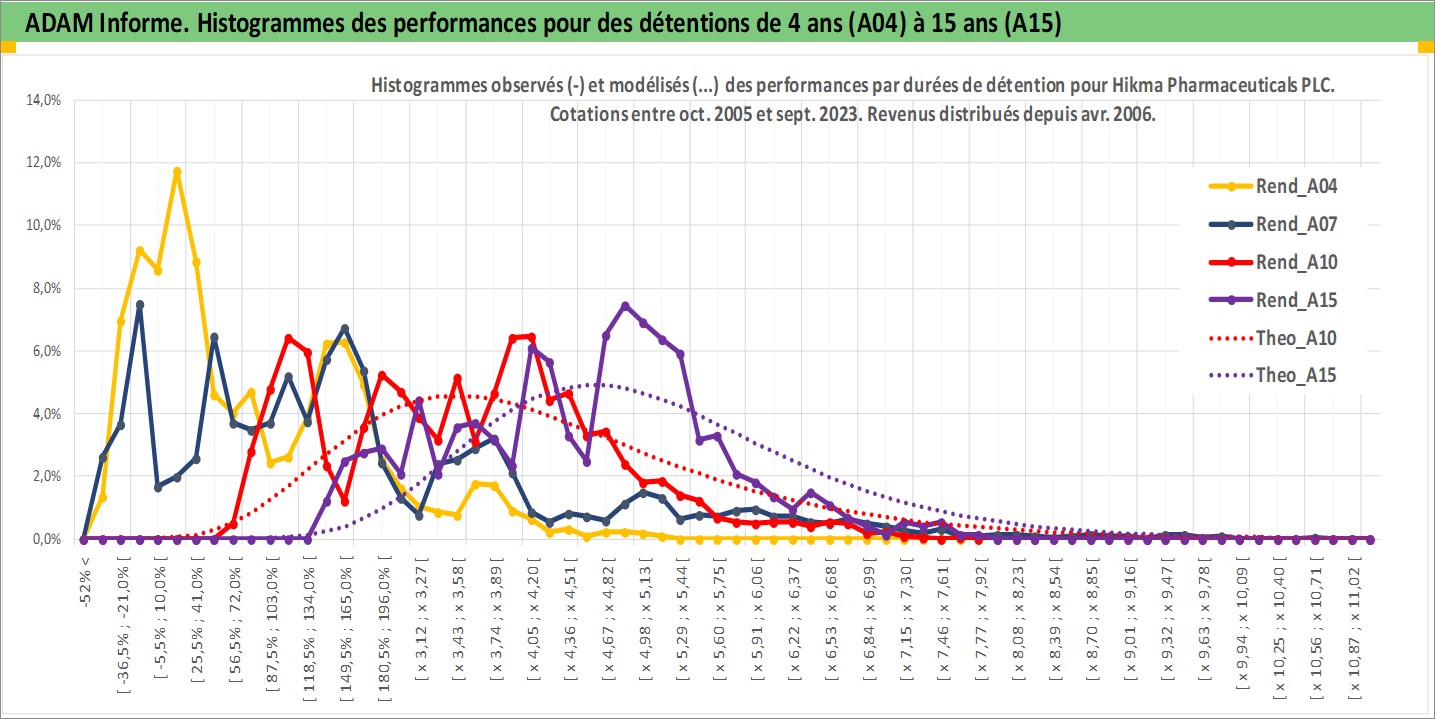 ADAM Informe. Histogrammes des performances pour des détentions de 4 ans (A04) à 15 ans (A15)
Histogrammes observés (-) et modélisés (...) des performances par durées de détention pour Hikma Pharmaceuticals PLC.
Cotations entre oct. 2005 et sept. 2023. Revenus distribués depuis avr. 2006.
14,0%
12,0%
10,0%
8,0%
6,0%
4,0%
2,0%
0,0%
Rend_A04
Rend_A07
Rend_A10
Rend_A15
Theo_A10
Theo_A15
-52% <
[ -36,5% ; -21,0% [
[ -5,5% ; 10,0% [
[ 25,5% ; 41,0% [
[ 56,5% ; 72,0% [
[ 87,5% ; 103,0% [
[ 118,5% ; 134,0% [
[ 149,5% ; 165,0% [
[ 180,5% ; 196,0% [
[ x 3,12 ; x 3,27 [
[ x 3,43 ; x 3,58 [
[ x 3,74 ; x 3,89 [
[ x 4,05 ; x 4,20 [
[ x 4,36 ; x 4,51 [
[ x 4,67 ; x 4,82 [
[ x 4,98 ; x 5,13 [
[ x 5,29 ; x 5,44 [
[ x 5,60 ; x 5,75 [
[ x 5,91 ; x 6,06 [
[ x 6,22 ; x 6,37 [
[ x 6,53 ; x 6,68 [
[ x 6,84 ; x 6,99 [
[ x 7,15 ; x 7,30 [
[ x 7,46 ; x 7,61 [
[ x 7,77 ; x 7,92 [
[ x 8,08 ; x 8,23 [
[ x 8,39 ; x 8,54 [
[ x 8,70 ; x 8,85 [
[ x 9,01 ; x 9,16 [
[ x 9,32 ; x 9,47 [
[ x 9,63 ; x 9,78 [
[ x 9,94 ; x 10,09 [
[ x 10,25 ; x 10,40 [
[ x 10,56 ; x 10,71 [
[ x 10,87 ; x 11,02 [